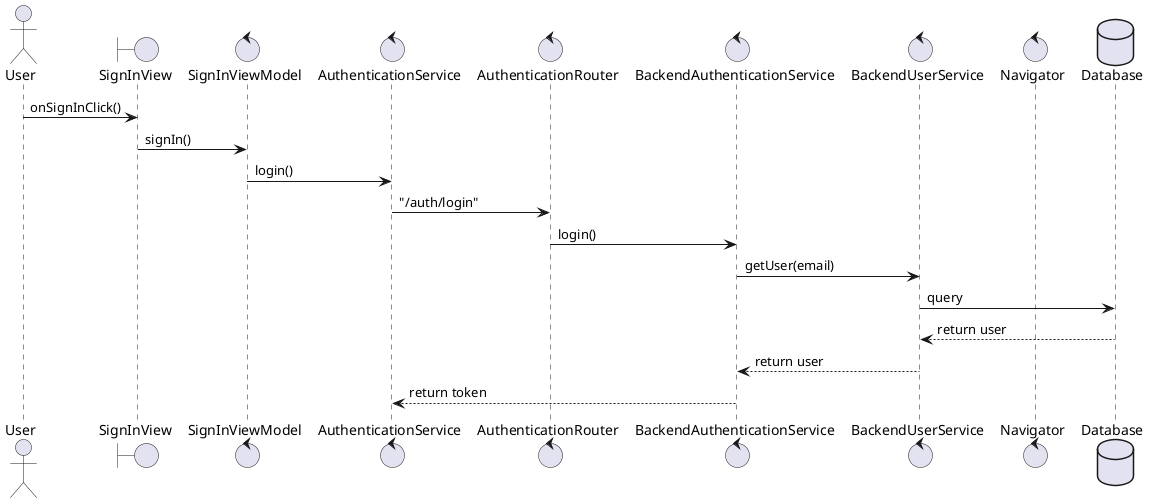 User SignInView SignInViewModel AuthenticationService AuthenticationRouter BackendAuthenticationService BackendUserService Navigator Database
onSignInClick()
signIn()
login()
"/auth/login"
login()
getUser(email)
query
return user
return user
return token
User SignInView SignInViewModel AuthenticationService AuthenticationRouter BackendAuthenticationService BackendUserService Navigator Database